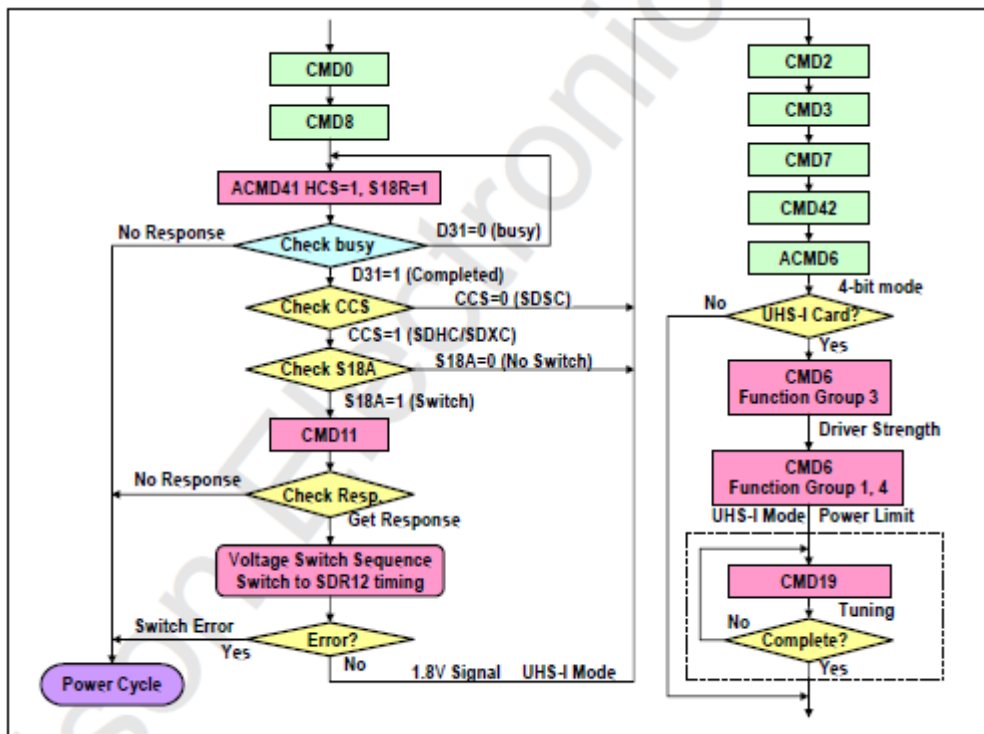 CMD0
CMD8
ACMD41 HCS=1, S18R=1
No Response
Check busy
D31=0 (busy)
D31=1 (Completed)
Check CCS
CCS=0 (SDSC)
CCS=1 (SDHC/SDXC)
Check S18A
S18A=0 (No Switch)
S18A=1 (Switch)
CMD11
No Response
Check Resp.
Get Response
Voltage Switch Sequence
Switch to SDR12 timing
Switch Error
Error?
Yes
No
1.8V Signal UHS-I Mode
Power Cycle
CMD2
CMD3
CMD7
CMD42
ACMD6
4-bit mode
No
UHS-I Card?
Yes
CMD6
Function Group 3
Driver Strength
CMD6
Function Group 1, 4
UHS-I Mode Power Limit
CMD19
Tuning
No
Complete?
Yes
son Electronic